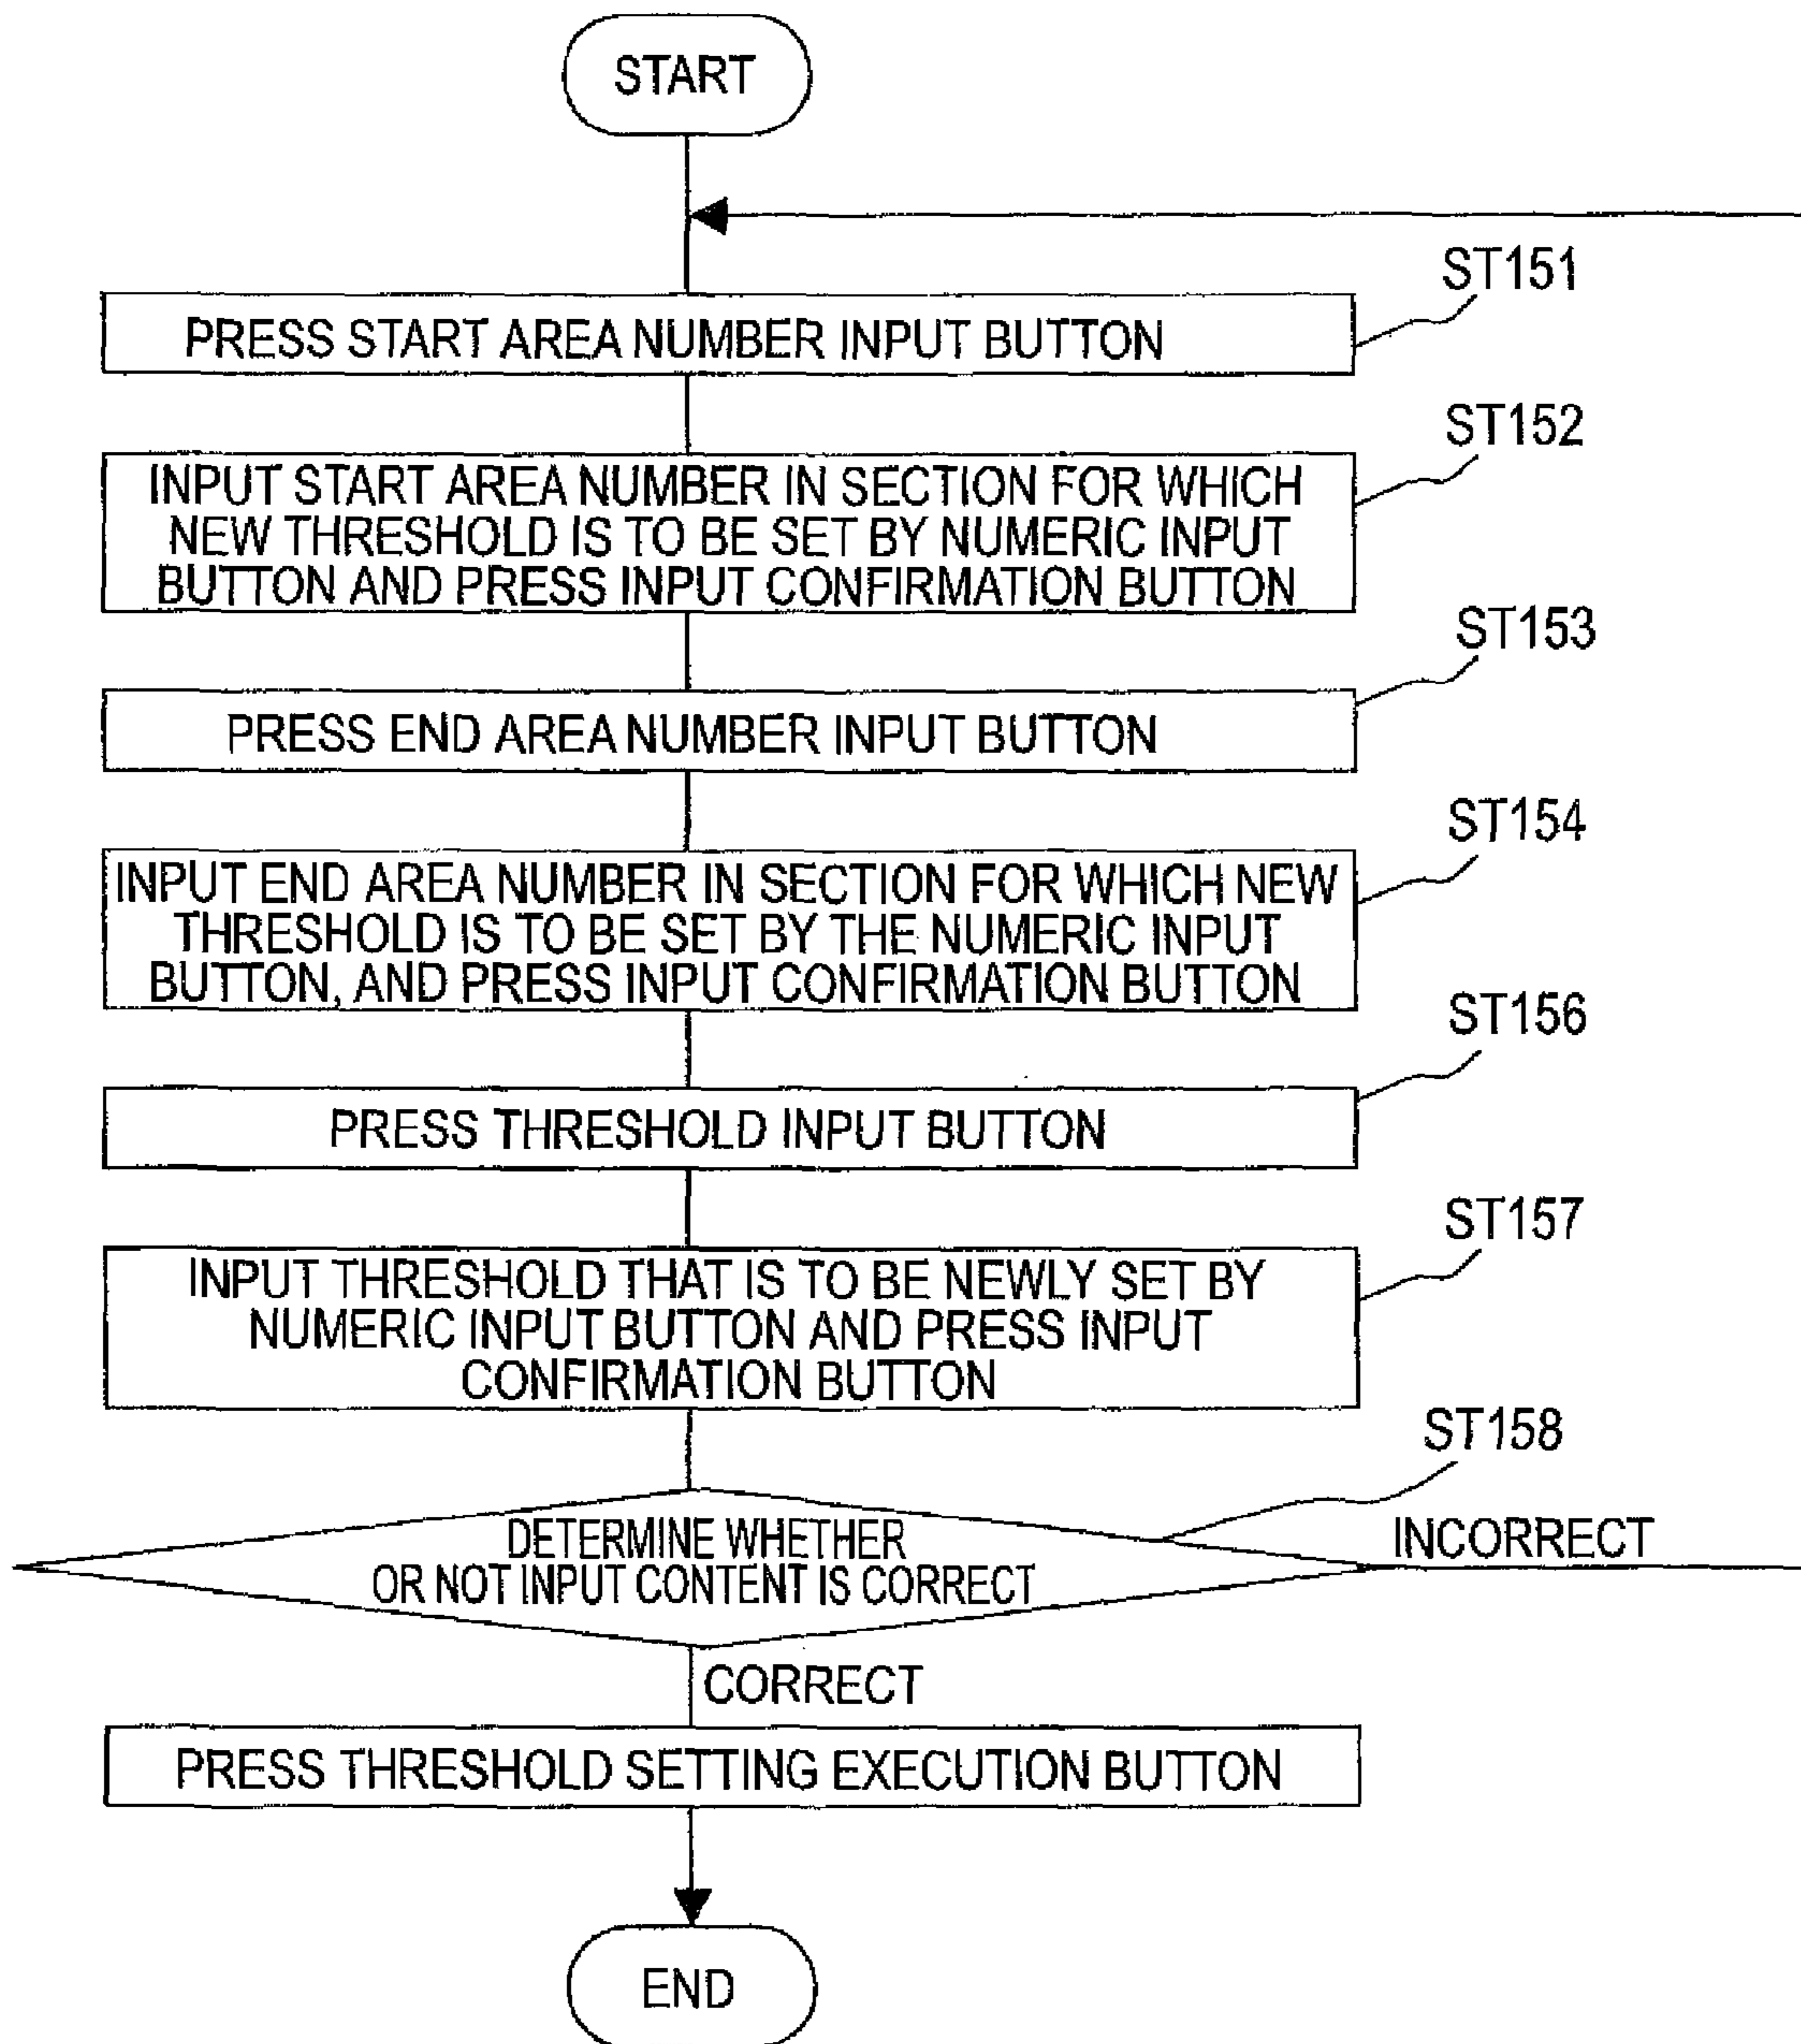 START
ST151
PRESS START AREA NUMBER INPUT BUTTON
ST152
INPUT START AREA NUMBER IN SECTION FOR WHICH
NEW THRESHOLD IS TO BE SET BY NUMERIC INPUT
BUTTON AND PRESS INPUT CONFIRMATION BUTTON
ST153
PRESS END AREA NUMBER INPUT BUTTON
ST154
INPUT END AREA NUMBER IN SECTION FOR WHICH NEW
THRESHOLD IS TO BE SET BY THE NUMERIC INPUT
BUTTON, AND PRESS INPUT CONFIRMATION BUTTON
ST156
PRESS THRESHOLD INPUT BUTTON
ST157
INPUT THRESHOLD THAT IS TO BE NEWLY SET BY
NUMERIC INPUT BUTTON AND PRESS INPUT
CONFIRMATION BUTTON
ST158
DETERMINE WHETHER
OR NOT INPUT CONTENT IS CORRECT
INCORRECT
CORRECT
PRESS THRESHOLD SETTING EXECUTION BUTTON
END